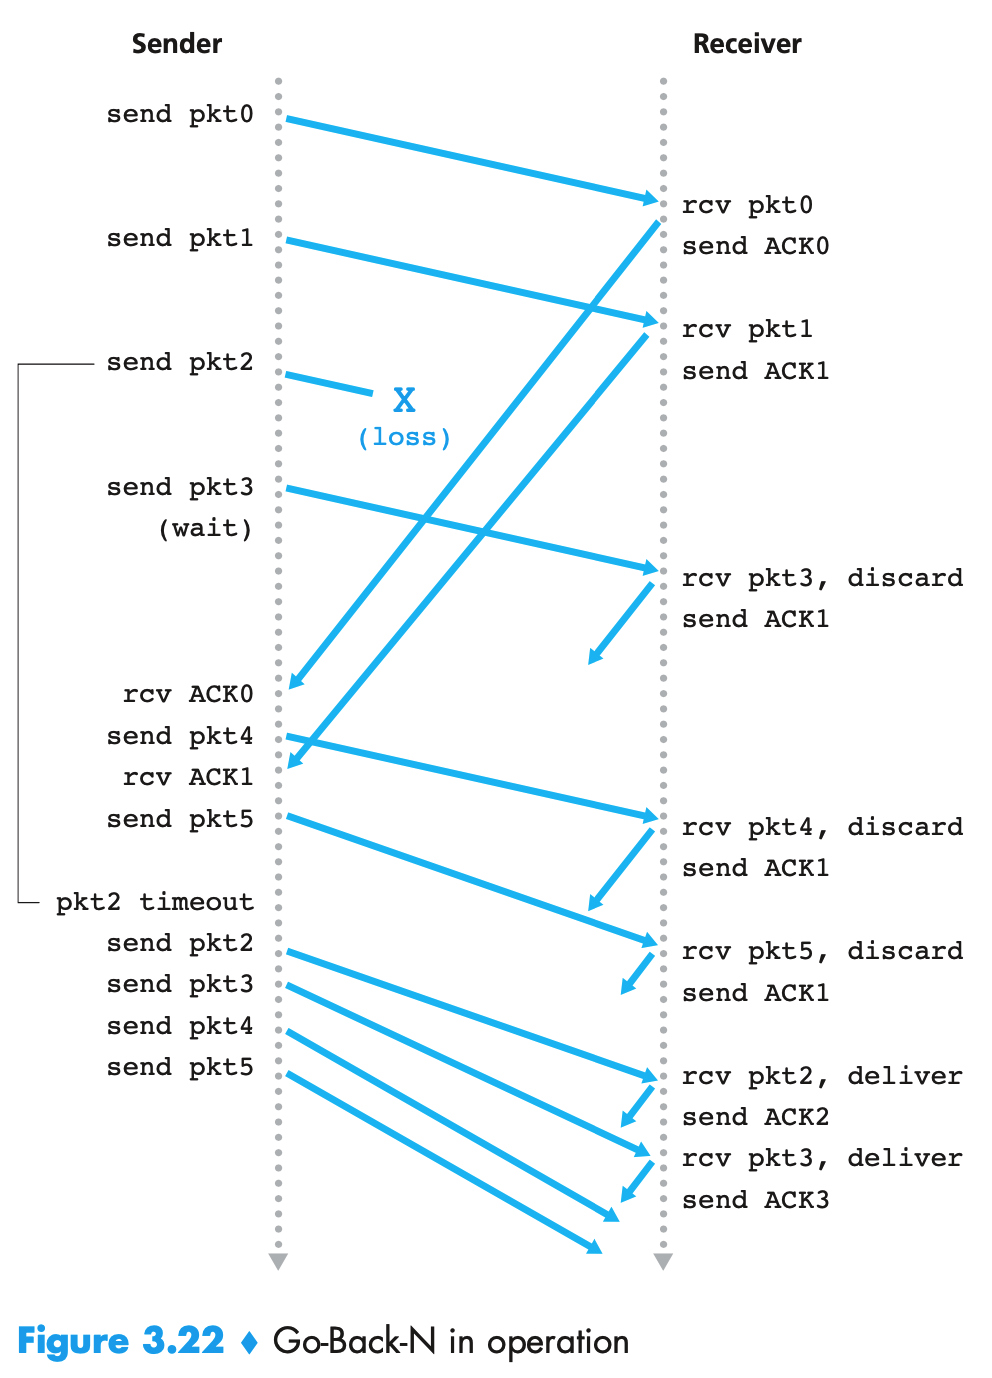 Sender
Receiver
send pkt0
rcv pkt0
send pkt1
send ACK0
rcv pkt1
send pkt2
send ACK1
X
(loss)
send pkt3
(wait)
rcv pkt3, discard
send ACK1
rcv ACK0
send pkt4
rcv ACK1
send pkt5
rcv pkt4, discard
send ACK1
pkt2 timeout
send pkt2
rcv pkt5, discard
send pkt3
send ACK1
send pkt4
send pkt5
rcv pkt2, deliver
send ACK2
rcv pkt3, deliver
send ACK3
Figure 3.22 ♦ Go-Back-N in operation